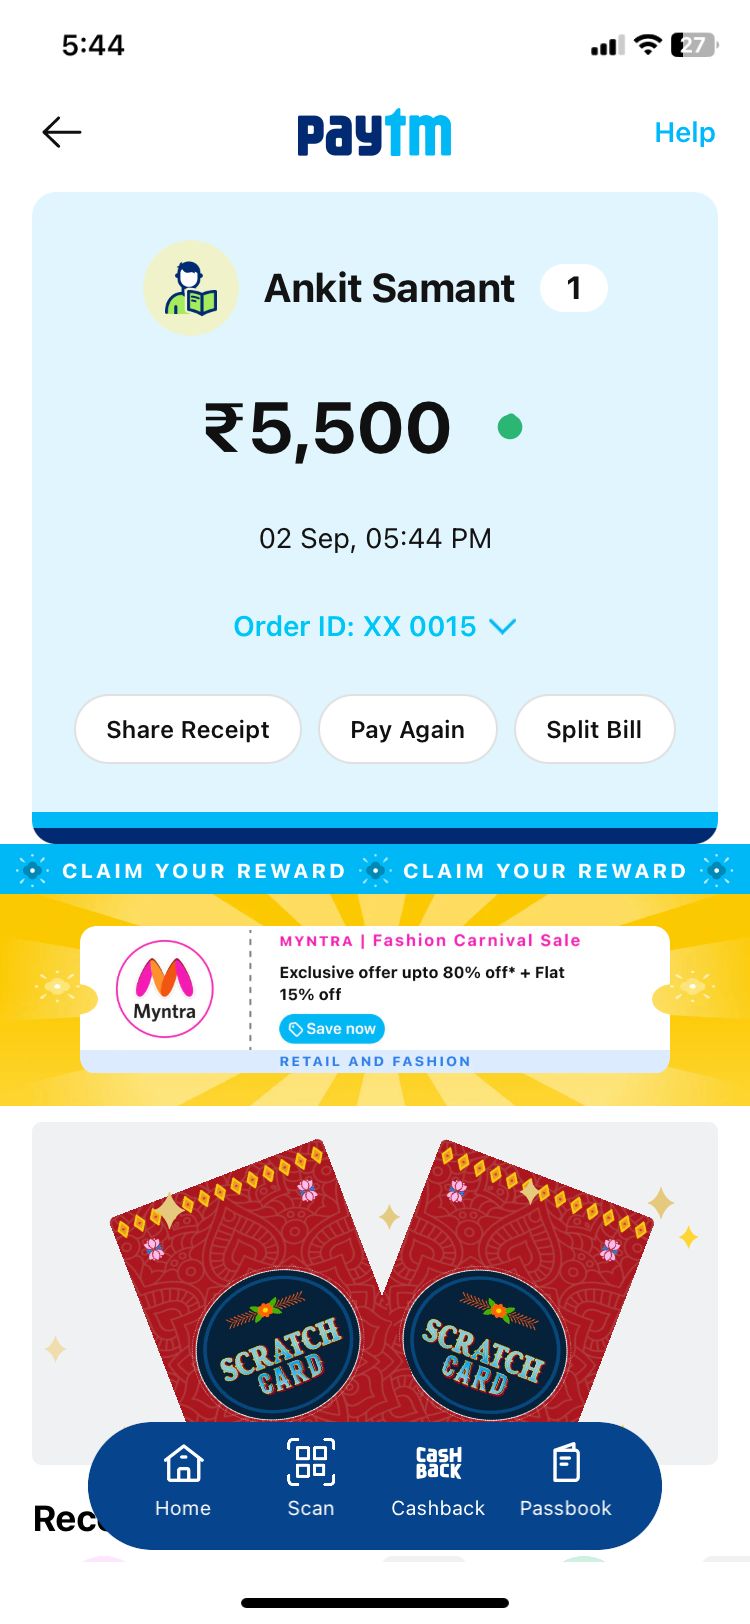 5:44
27
paytm
Help
Ankit Samant
1
₹5,500
02 Sep, 05:44 PM
Order ID: XX 0015
Share Receipt
Pay Again
Split Bill
CLAIM YOUR REWARD
CLAIM YOUR REWARD
Myntra
MYNTRA | Fashion Carnival Sale
Exclusive offer upto 80% off* + Flat
15% off
Save now
RETAIL AND FASHION
SCRATCH
CARD
SCRATCH
CARD
CASH
BACK
Home
Scan
Cashback
Passbook